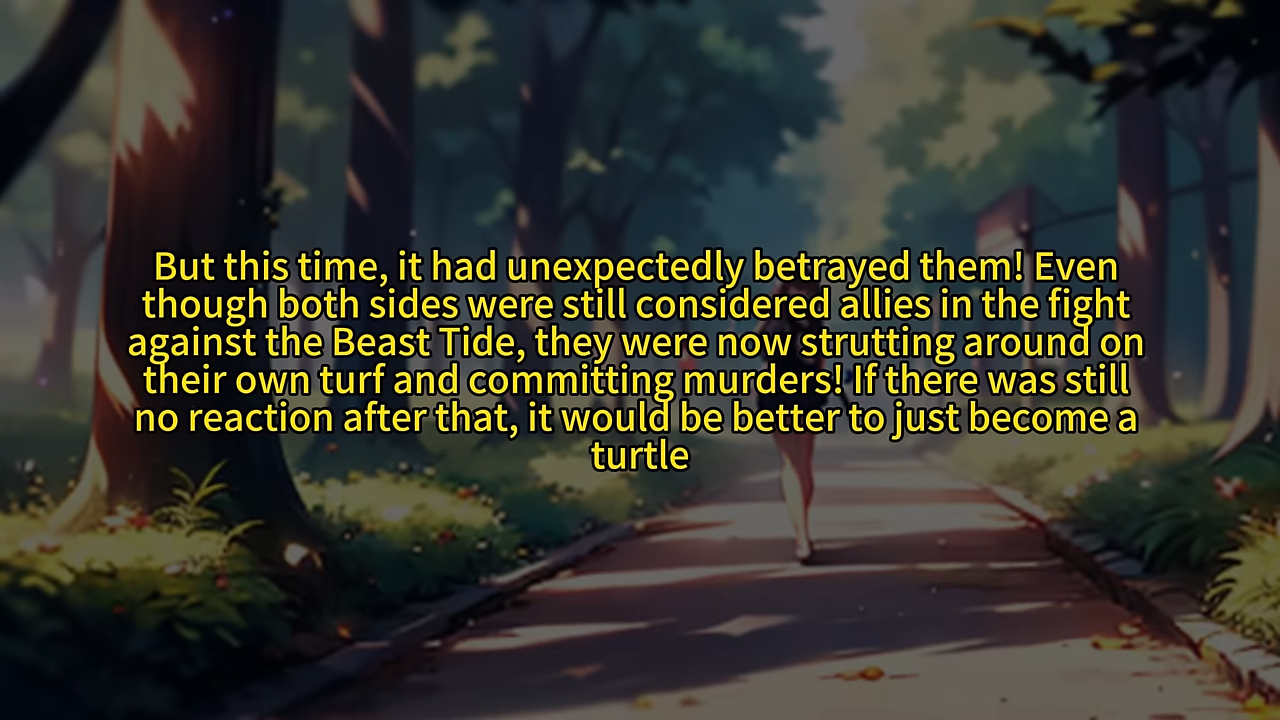 But this time, it had unexpectedly betrayed them! Even
though both sides were still considered allies in the fight
against the Beast Tide, they were now strutting around on
their own turf and committing murders! If there was still
no reaction after that, it would be better to just become a
turtle